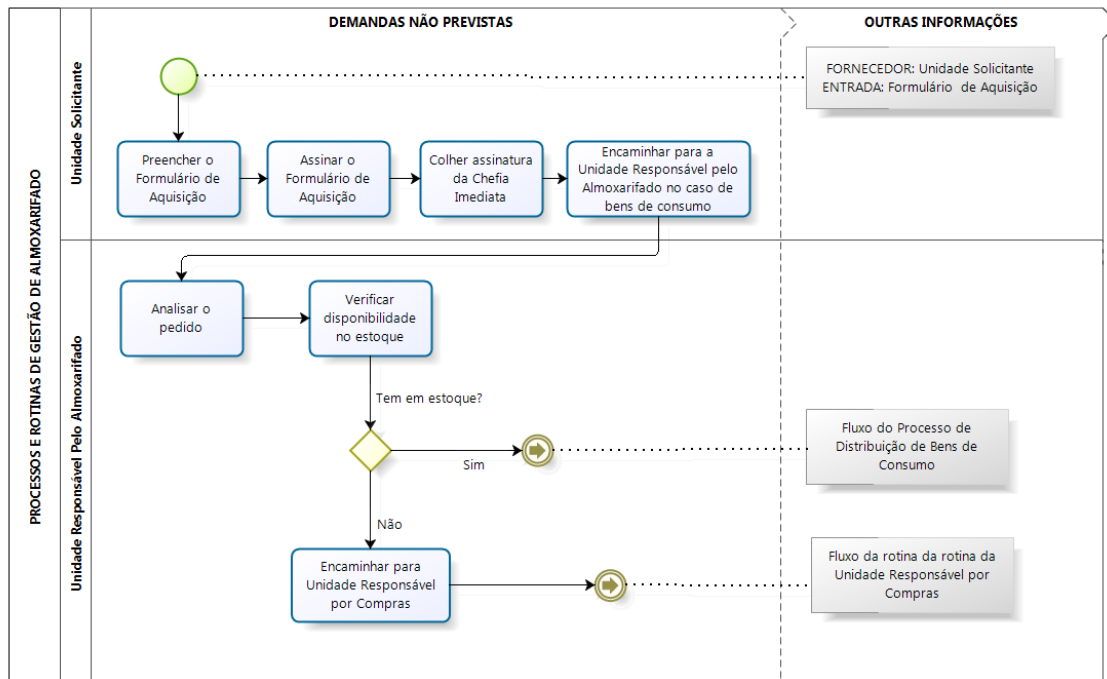 DEMANDAS NÃO PREVISTAS
OUTRAS INFORMAÇÕES
PROCESSOS E ROTINAS DE GESTÃO DE ALMOXARIFADO
Unidade Solicitante
FORNECEDOR: Unidade Solicitante
ENTRADA: Formulário de Aquisição
Preencher o
Formulário de
Aquisição
Assinar o
Formulário de
Aquisição
Colher assinatura
da Chefia
Imediata
Encaminhar para a
Unidade Responsável pelo
Almoxarifado no caso de
bens de consumo
Unidade Responsável Pelo Almoxarifado
Analisar o
pedido
Verificar
disponibilidade
no estoque
Tem em estoque?
Sim
Fluxo do Processo de
Distribuição de Bens de
Consumo
Não
Encaminhar para
Unidade Responsável
por Compras
Fluxo da rotina da rotina da
Unidade Responsável por
Compras